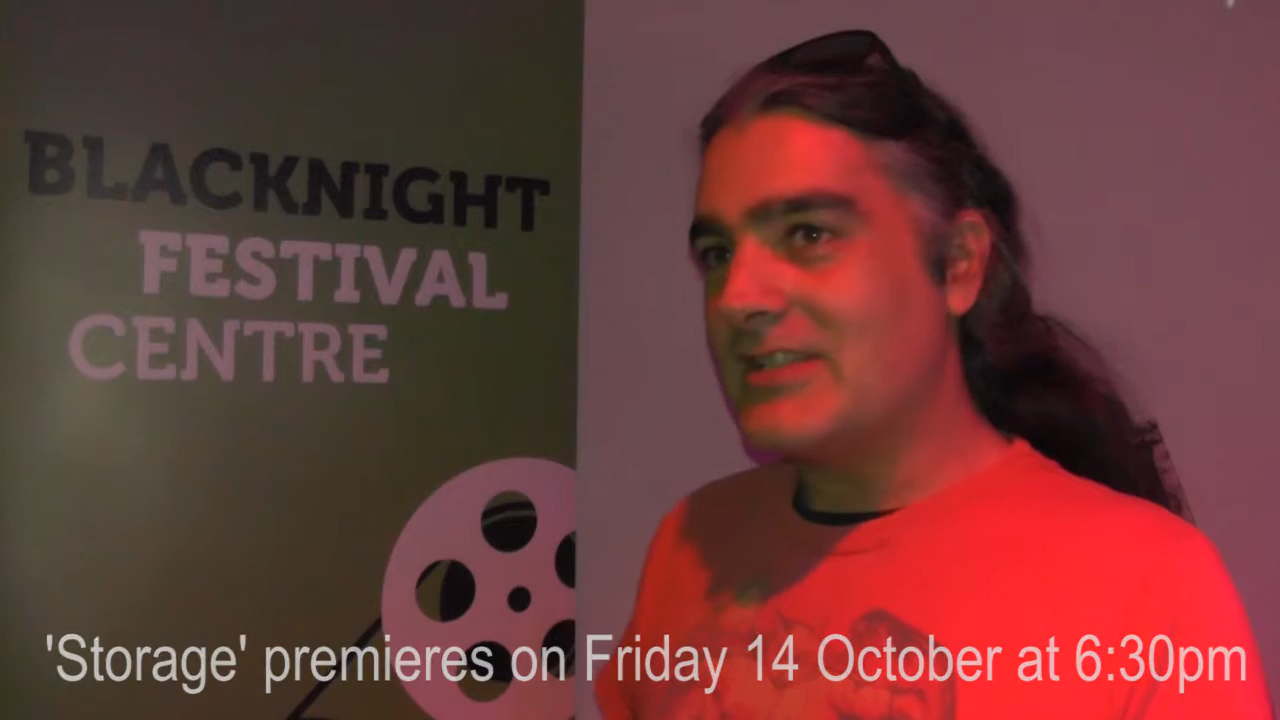 BLACKNIGHT
FESTIVAL
CENTRE
'Storage' premieres on Friday 14 October at 6:30pm